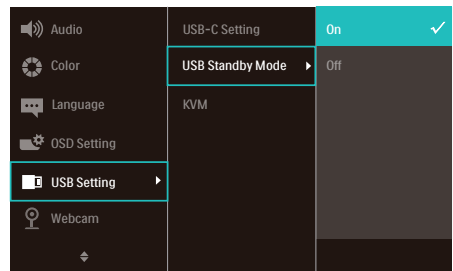 Audio
Color
Language
OSD Setting
USB Setting
Webcam
USB-C Setting
USB Standby Mode
KVM
On
Off